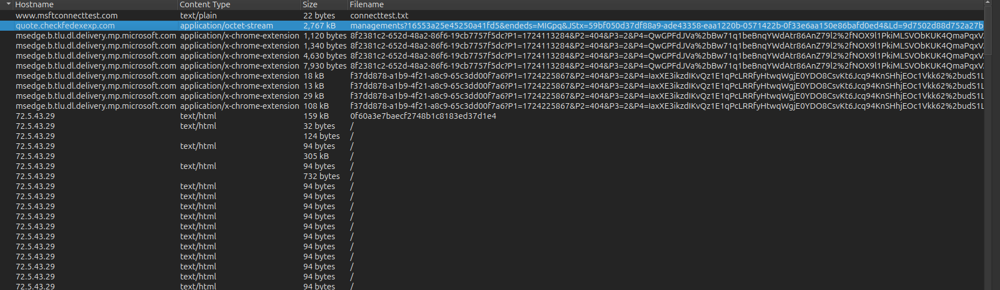 Hostname Content Type Size Filename
www.msftconnecttest.com text/plain 22 bytes connecttest.txt
quote.checkfedexexp.com application/octet-stream 2,767 kB managements?16553a25e45250a41fd5&endeds=MIGpq&JStx=59bf050d37df88a9-ade43358-eaa1220b-0571422b-0f33e6aa150e86bafd0ed4&Ld=9d7502d88d752a27b
msedge.b.tlu.dl.delivery.mp.microsoft.com application/x-chrome-extension 1,120 bytes 8f2381c2-652d-48a2-86f6-19cb7757f5dc?P1=1724113284&P2=404&P3=2&P4=QwGPFdJVa%2bBw71q1beBnqYWdAtr86AnZ79l2%2fNOX9l1PkiMLSVObKUK4QmaPqxV
msedge.b.tlu.dl.delivery.mp.microsoft.com application/x-chrome-extension 1,340 bytes 8f2381c2-652d-48a2-86f6-19cb7757f5dc?P1=1724113284&P2=404&P3=2&P4=QwGPFdJVa%2bBw71q1beBnqYWdAtr86AnZ79l2%2fNOX9l1PkiMLSVObKUK4QmaPqxV
msedge.b.tlu.dl.delivery.mp.microsoft.com application/x-chrome-extension 4,630 bytes 8f2381c2-652d-48a2-86f6-19cb7757f5dc?P1=1724113284&P2=404&P3=2&P4=QwGPFdJVa%2bBw71q1beBnqYWdAtr86AnZ79l2%2fNOX9l1PkiMLSVObKUK4QmaPqxV
msedge.b.tlu.dl.delivery.mp.microsoft.com application/x-chrome-extension 7,930 bytes 8f2381c2-652d-48a2-86f6-19cb7757f5dc?P1=1724113284&P2=404&P3=2&P4=QwGPFdJVa%2bBw71q1beBnqYWdAtr86AnZ79l2%2fNOX9l1PkiMLSVObKUK4QmaPqxV
msedge.b.tlu.dl.delivery.mp.microsoft.com application/x-chrome-extension 18 kB f37dd878-a1b9-4f21-a8c9-65c3dd00f7a6?P1=1724225867&P2=404&P3=2&P4=IaxXE3ikzdIKvQz1E1qPcLRRfyHtwqWgjE0YDO8CsvKt6Jcq94KnSHhjEOc1Vkk62%2budS1L
msedge.b.tlu.dl.delivery.mp.microsoft.com application/x-chrome-extension 13 kB f37dd878-a1b9-4f21-a8c9-65c3dd00f7a6?P1=1724225867&P2=404&P3=2&P4=IaxXE3ikzdIKvQz1E1qPcLRRfyHtwqWgjE0YDO8CsvKt6Jcq94KnSHhjEOc1Vkk62%2budS1L
msedge.b.tlu.dl.delivery.mp.microsoft.com application/x-chrome-extension 29 kB f37dd878-a1b9-4f21-a8c9-65c3dd00f7a6?P1=1724225867&P2=404&P3=2&P4=IaxXE3ikzdIKvQz1E1qPcLRRfyHtwqWgjE0YDO8CsvKt6Jcq94KnSHhjEOc1Vkk62%2budS1L
msedge.b.tlu.dl.delivery.mp.microsoft.com application/x-chrome-extension 108 kB f37dd878-a1b9-4f21-a8c9-65c3dd00f7a6?P1=1724225867&P2=404&P3=2&P4=IaxXE3ikzdIKvQz1E1qPcLRRfyHtwqWgjE0YDO8CsvKt6Jcq94KnSHhjEOc1Vkk62%2budS1L
72.5.43.29 text/html 159 kB 0f60a3e7baecf2748b1c8183ed37d1e4
72.5.43.29 text/html 32 bytes /
72.5.43.29 124 bytes /
72.5.43.29 text/html 94 bytes /
72.5.43.29 305 kB /
72.5.43.29 text/html 94 bytes /
72.5.43.29 732 bytes /
72.5.43.29 text/html 94 bytes /
72.5.43.29 text/html 94 bytes /
72.5.43.29 text/html 94 bytes /
72.5.43.29 text/html 94 bytes /
72.5.43.29 text/html 94 bytes /
72.5.43.29 text/html 94 bytes /
72.5.43.29 text/html 94 bytes /
72.5.43.29 text/html 94 bytes /
72.5.43.29 text/html 94 bytes /
72.5.43.29 text/html 94 bytes /
72.5.43.29 text/html 94 bytes /